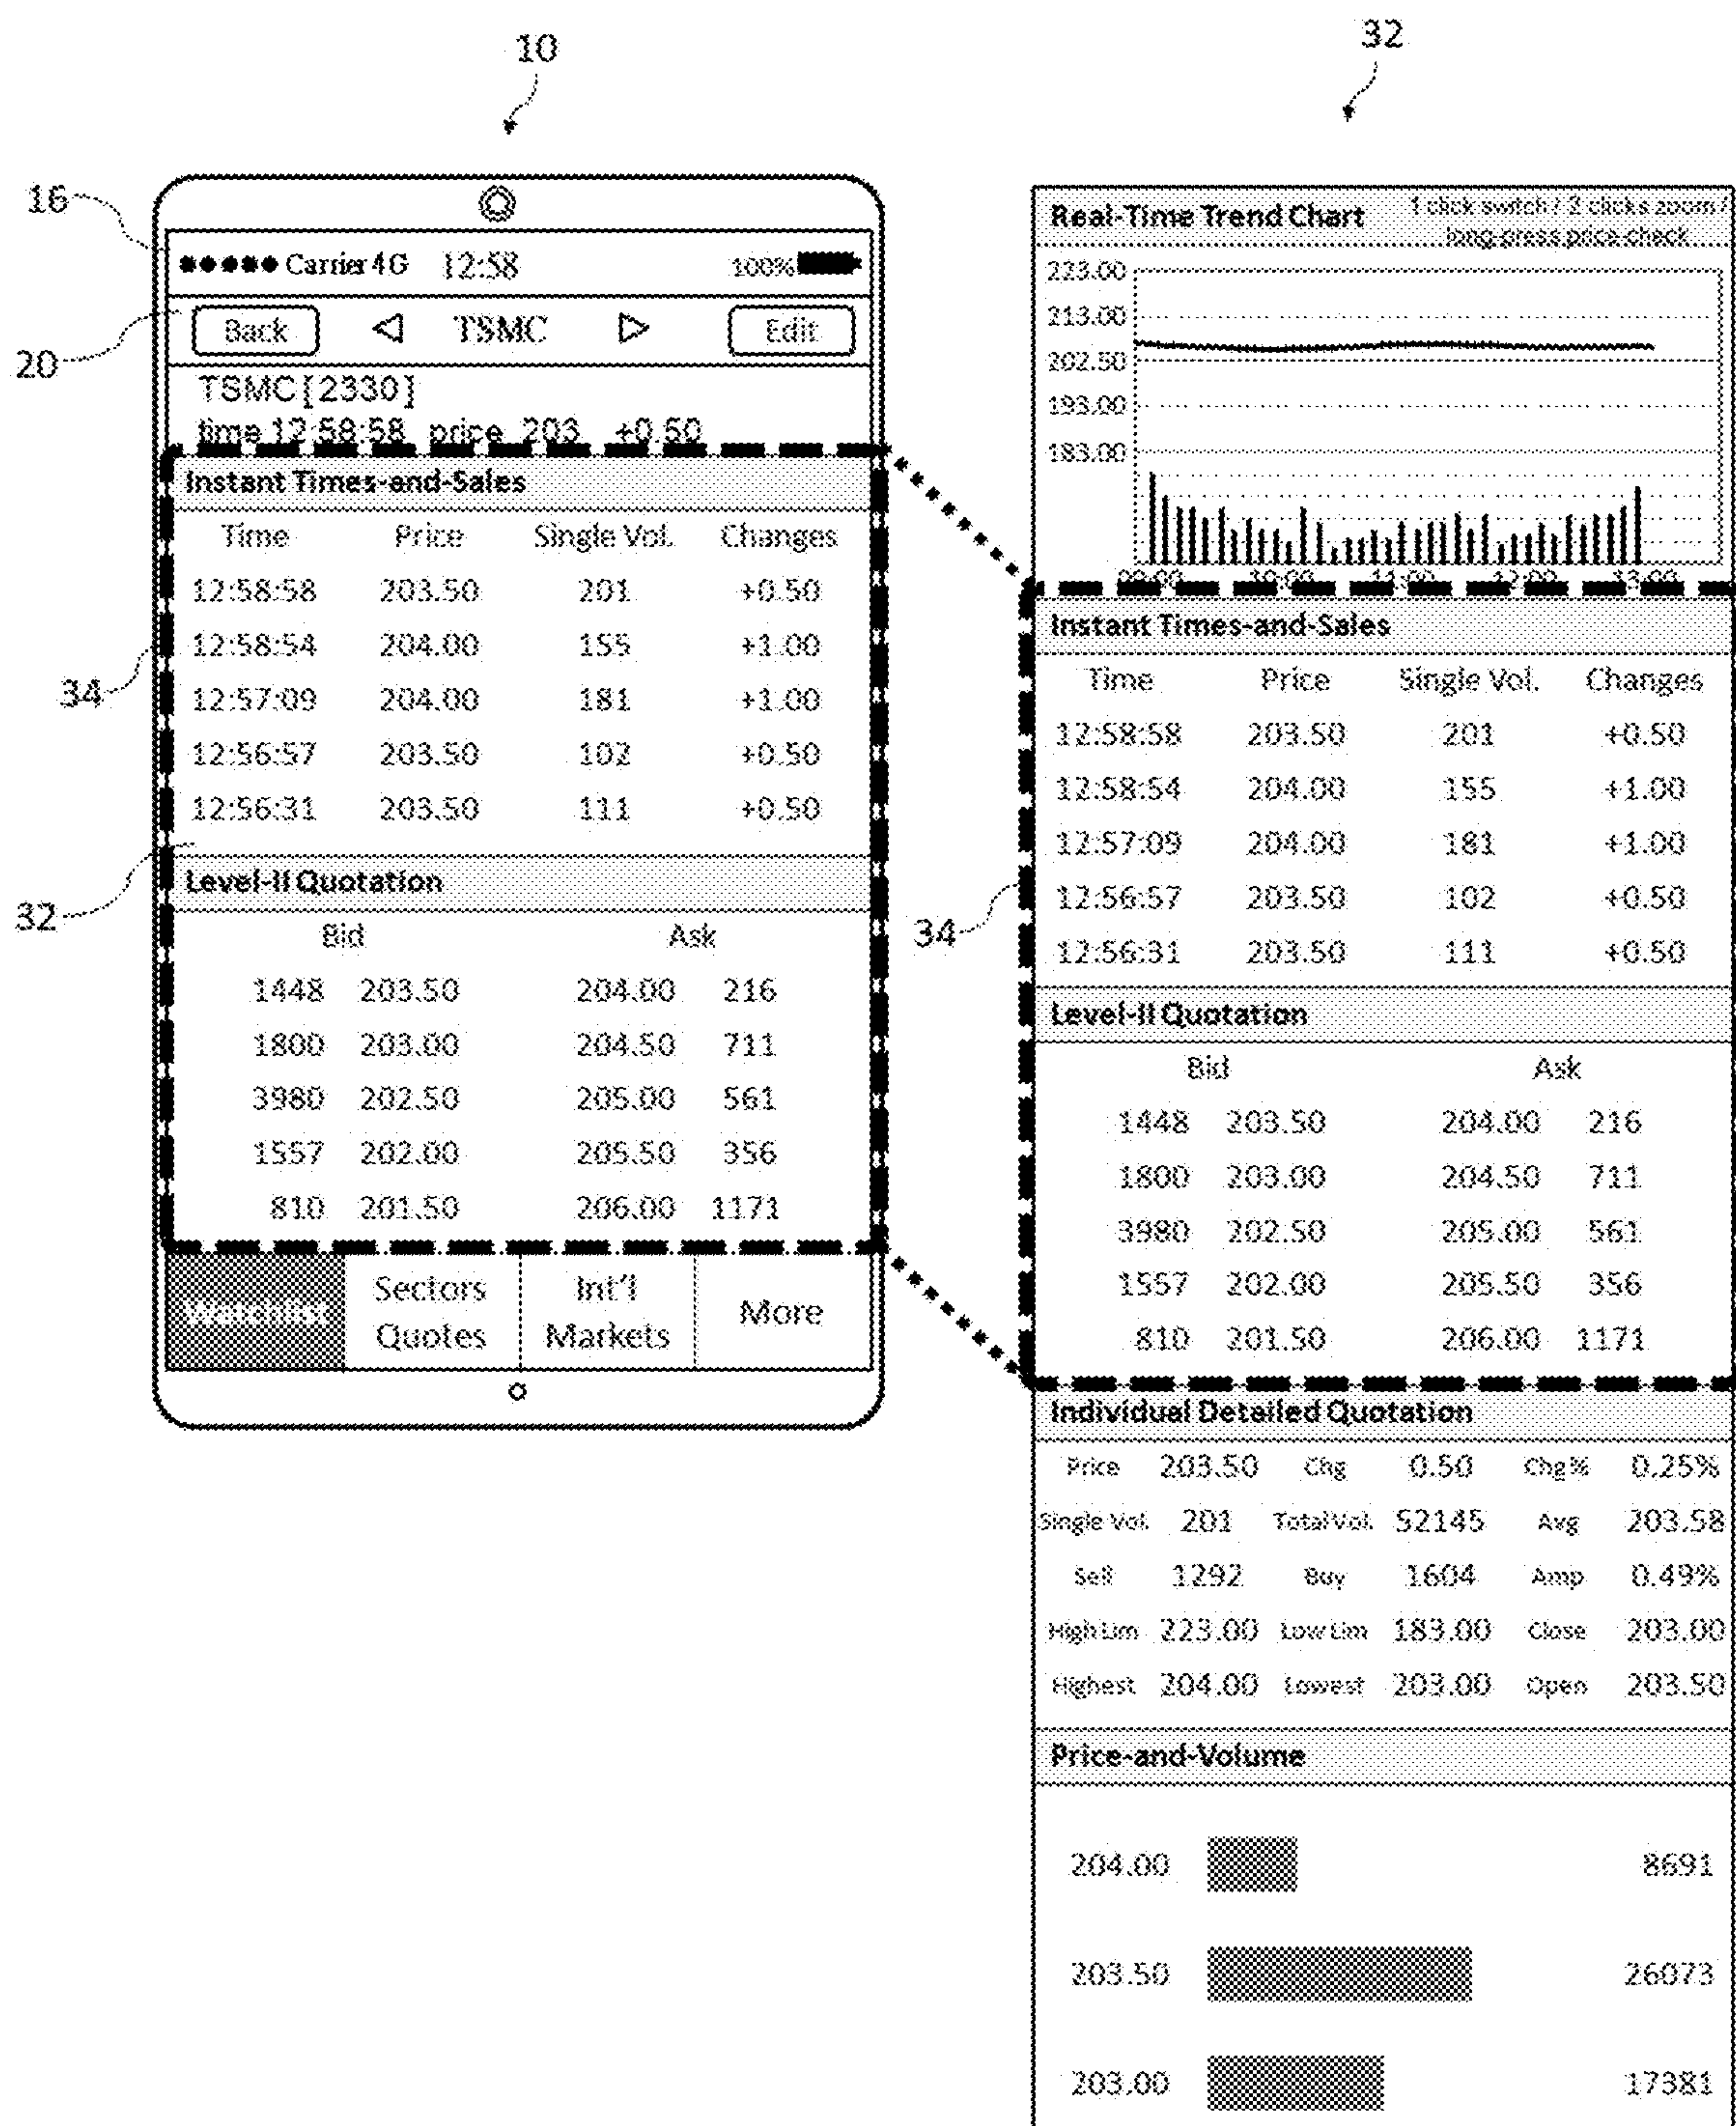 10
32
16
●●●●● Carrier 4G 12:58 100%
20
Back ◁ TSMC ▷ Edit
TSMC[2330]
time 12:58:58 price 203 +0.50
Instant Times-and-Sales
Time Price Single Vol. Changes
12:58:58 203.50 201 +0.50
12:58:54 204.00 155 +1.00
34
12:57:09 204.00 181 +1.00
12:56:57 203.50 102 +0.50
12:56:31 203.50 111 +0.50
32
Level-II Quotation
Bid Ask
1448 203.50 204.00 216
1800 203.00 204.50 711
3980 202.50 205.00 561
1557 202.00 205.50 356
810 201.50 206.00 1171
Watchlist
Sectors
Quotes
Int'l
Markets
More
Real-Time Trend Chart
1 click switch / 2 clicks zoom /
long-press price check
223.00
213.00
202.50
193.00
183.00
09:00 10:00 11:00 12:00 13:00
Instant Times-and-Sales
Time Price Single Vol. Changes
12:58:58 203.50 201 +0.50
12:58:54 204.00 155 +1.00
12:57:09 204.00 181 +1.00
12:56:57 203.50 102 +0.50
34
12:56:31 203.50 111 +0.50
Level-II Quotation
Bid Ask
1448 203.50 204.00 216
1800 203.00 204.50 711
3980 202.50 205.00 561
1557 202.00 205.50 356
810 201.50 206.00 1171
Individual Detailed Quotation
Price 203.50 Chg 0.50 Chg% 0.25%
Single Vol. 201 Total Vol. 52145 Avg 203.58
Sell 1292 Buy 1604 Amp 0.49%
High Lim 223.00 Low Lim 183.00 Close 203.00
Highest 204.00 Lowest 203.00 Open 203.50
Price-and-Volume
204.00 8691
203.50 26073
203.00 17381